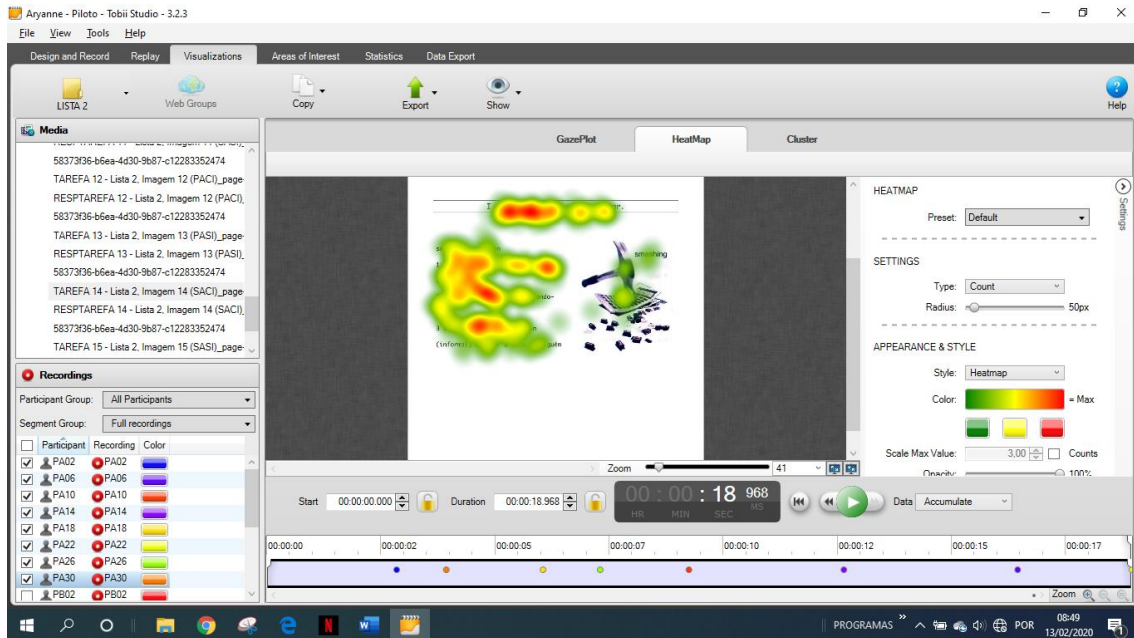 Aryanne - Piloto - Tobii Studio - 3.2.3
File View Tools Help
Design and Record Replay Visualizations Areas of Interest Statistics Data Export
LISTA 2 Web Groups Copy Export Show Help
Media
58373f36-b6ea-4d30-9b87-c12283352474
TAREFA 12 - Lista 2, Imagem 12 (PACI)_page-
RESPTAREFA 12 - Lista 2, Imagem 12 (PACI)_
58373f36-b6ea-4d30-9b87-c12283352474
TAREFA 13 - Lista 2, Imagem 13 (PASI)_page-
RESPTAREFA 13 - Lista 2, Imagem 13 (PASI)_
58373f36-b6ea-4d30-9b87-c12283352474
TAREFA 14 - Lista 2, Imagem 14 (SACI)_page-
RESPTAREFA 14 - Lista 2, Imagem 14 (SACI)_
58373f36-b6ea-4d30-9b87-c12283352474
TAREFA 15 - Lista 2, Imagem 15 (SASI)_page-
Recordings
Participant Group: All Participants
Segment Group: Full recordings
Participant Recording Color
PA02 PA02
PA06 PA06
PA10 PA10
PA14 PA14
PA18 PA18
PA22 PA22
PA26 PA26
PA30 PA30
PB02 PB02
GazePlot HeatMap Cluster
smashing
HEATMAP
Preset: Default
SETTINGS
Type: Count
Radius: 50px
APPEARANCE & STYLE
Style: Heatmap
Color: = Max
Scale Max Value: 3,00 Counts
Opacity: 100%
Settings
Zoom 41
Start 00:00:00.000 Duration 00:00:18.968 00 : 00 : 18 968 Data Accumulate
HR MIN SEC MS
00:00:00 00:00:02 00:00:05 00:00:07 00:00:10 00:00:12 00:00:15 00:00:17
Zoom
PROGRAMAS POR 08:49
13/02/2020